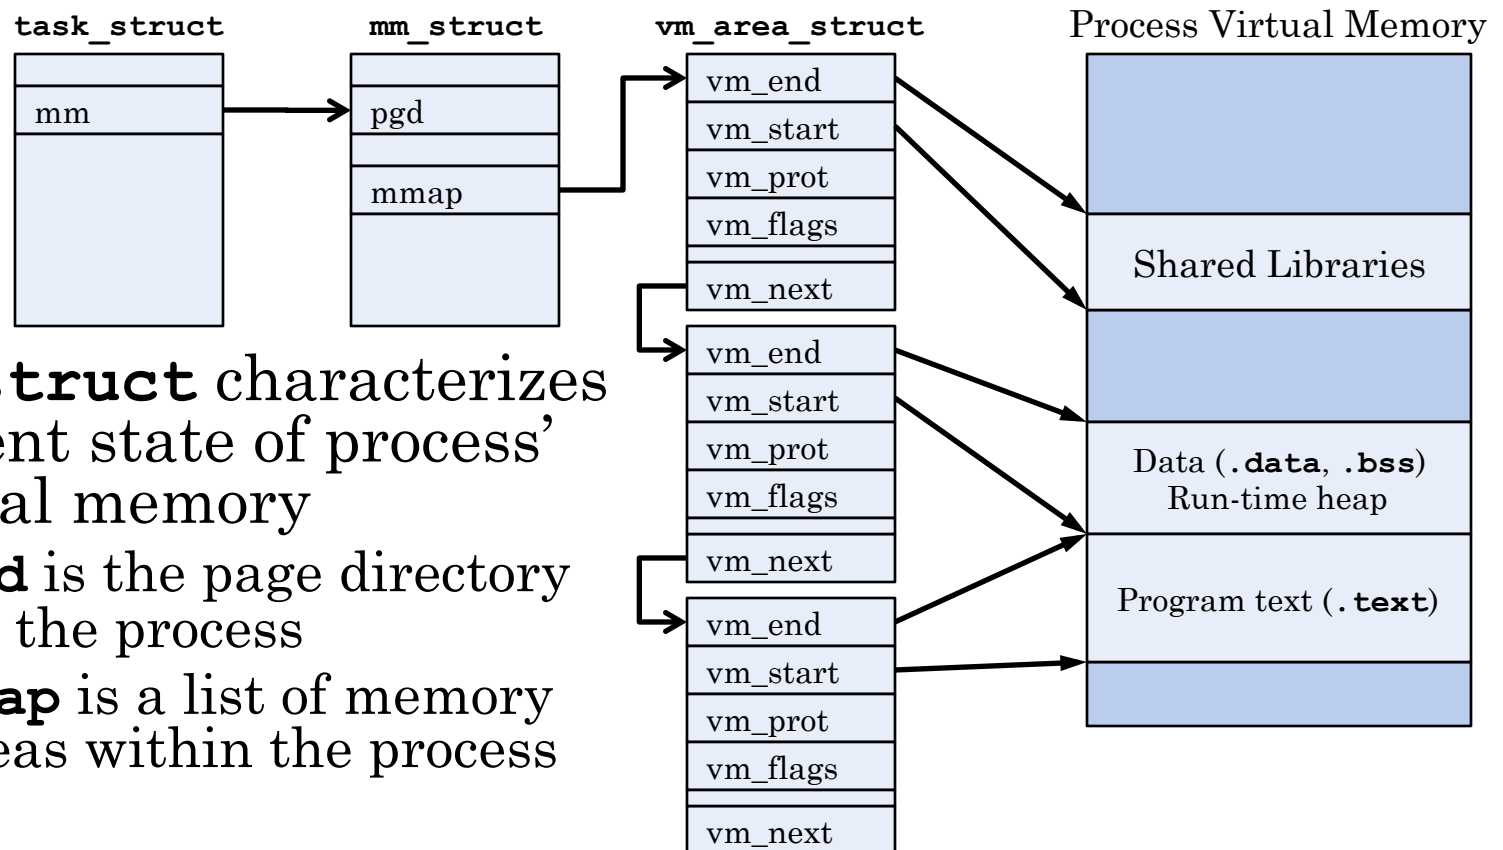 task_struct
mm
mm_struct
pgd
mmap
vm_area_struct
vm_end
vm_start
vm_prot
vm_flags
vm_next
vm_end
vm_start
vm_prot
vm_flags
vm_next
vm_end
vm_start
vm_prot
vm_flags
vm_next
Process Virtual Memory
Shared Libraries
Data (.data, .bss)
Run-time heap
Program text (.text)
struct characterizes
ent state of process’
al memory
d is the page directory
the process
ap is a list of memory
eas within the process